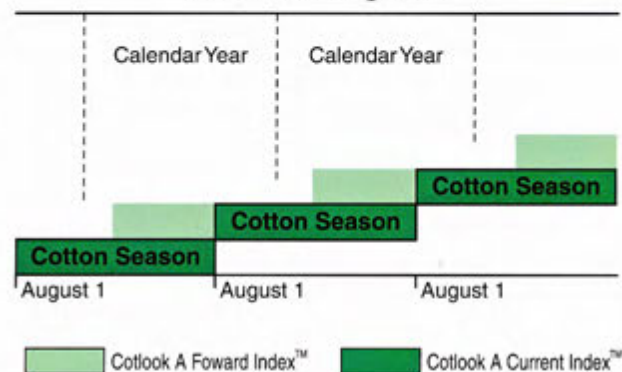 Calendar Year Calendar Year
Cotton Season
Cotton Season
Cotton Season
August 1 August 1 August 1
Cotlook A Foward Index™ Cotlook A Current Index™